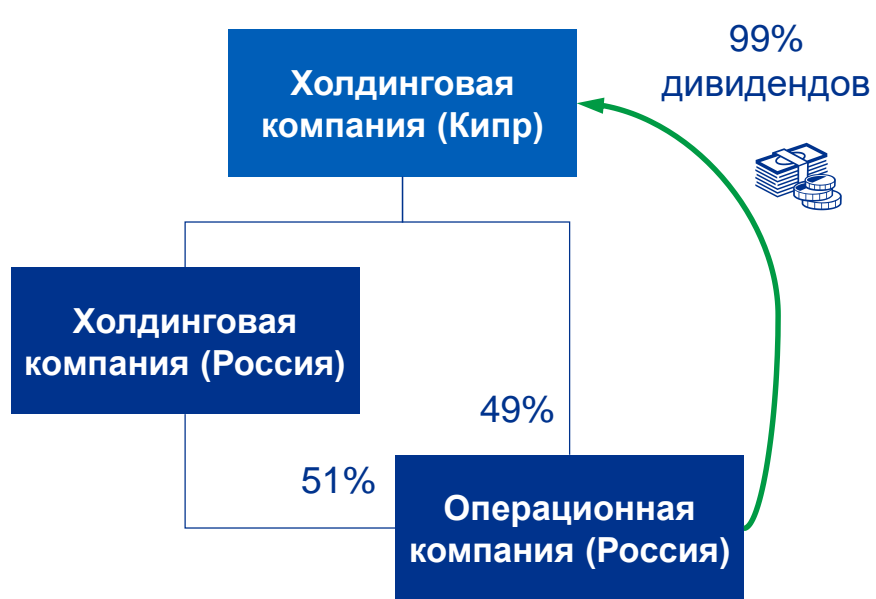 99%
дивидендов
Холдинговая
компания (Кипр)
Холдинговая
компания (Россия)
49%
51%
Операционная
компания (Россия)